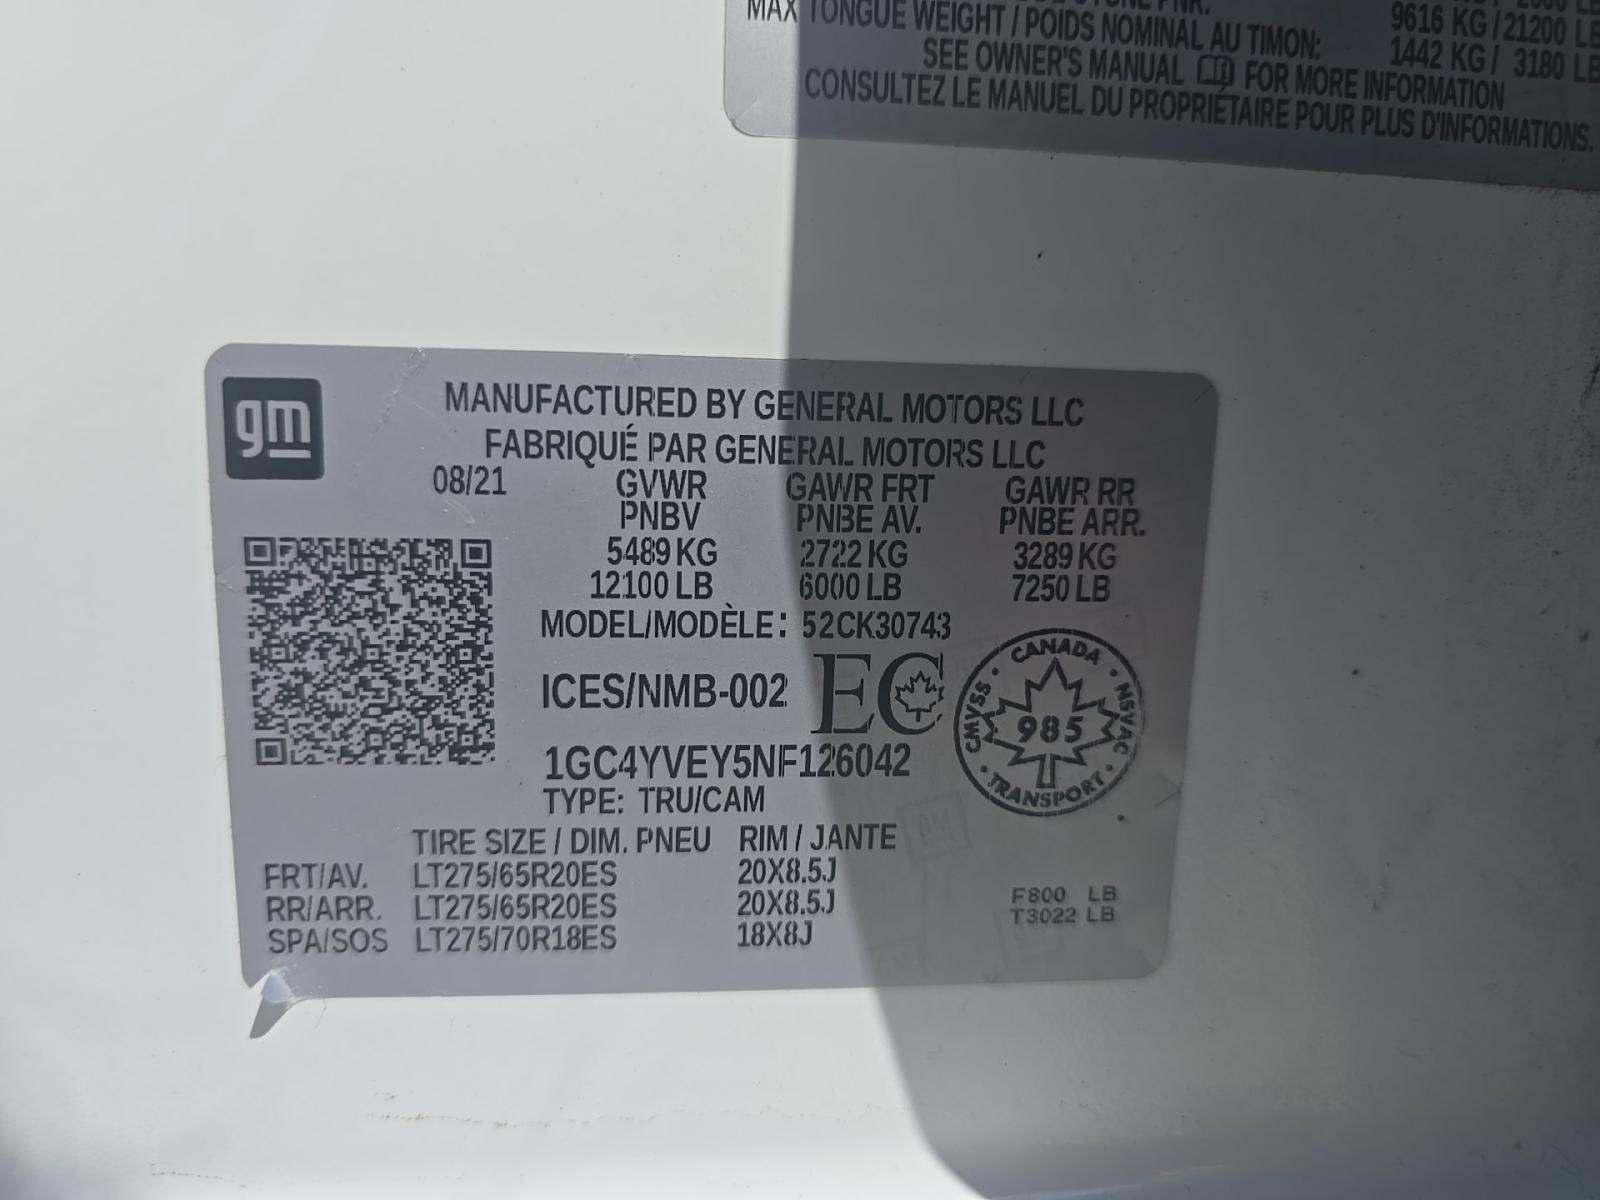 MAX TONGUE WEIGHT / POIDS NOMINAL AU TIMON:
9616 KG/21200 LB
1442 KG/ 3180 LB
SEE OWNER'S MANUAL FOR MORE INFORMATION
CONSULTEZ LE MANUEL DU PROPRIÉTAIRE POUR PLUS D'INFORMATIONS.
gm
MANUFACTURED BY GENERAL MOTORS LLC
FABRIQUÉ PAR GENERAL MOTORS LLC
08/21 GVWR GAWR FRT GAWR RR
PNBV PNBE AV. PNBE ARR.
5489 KG 2722 KG 3289 KG
12100 LB 6000 LB 7250 LB
MODEL/MODÈLE: 52CK30743
ICES/NMB-002 EC
CANADA
CMVSS 985 NSVAC
TRANSPORT
1GC4YVEY5NF126042
TYPE: TRU/CAM
TIRE SIZE / DIM. PNEU RIM / JANTE
FRT/AV. LT275/65R20ES 20X8.5J
RR/ARR. LT275/65R20ES 20X8.5J
SPA/SOS LT275/70R18ES 18X8J
F800 LB
T3022 LB